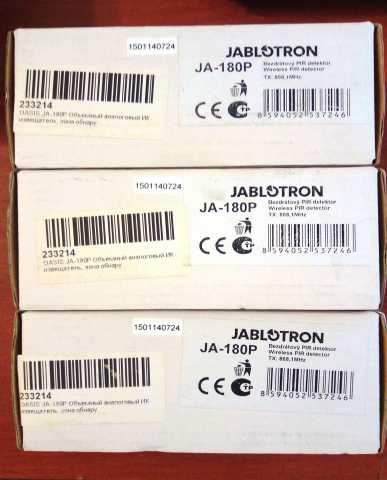 1501140724
JABLOTRON
JA-180P
Bezdrátový PIR detektor
Wireless PIR detector
TX: 868,1MHz
233214
OASIS JA-180P Объемный аналоговый ИК
извещатель, зона обнару
8 594052 537246
1501140724
JABLOTRON
JA-180P
Bezdrátový PIR detektor
Wireless PIR detector
TX: 868,1MHz
233214
OASIS JA-180P Объемный аналоговый ИК
извещатель, зона обнару
8 594052 537246
1501140724
JABLOTRON
JA-180P
Bezdrátový PIR detektor
Wireless PIR detector
TX: 868,1MHz
233214
OASIS JA-180P Объемный аналоговый ИК
извещатель, зона обнару
8 594052 537246